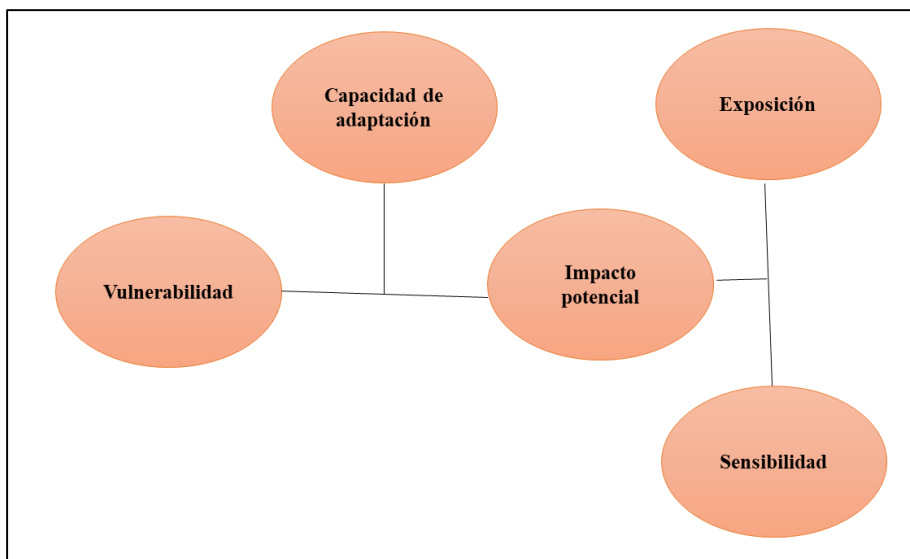 Capacidad de
adaptación
Exposición
Vulnerabilidad
Impacto
potencial
Sensibilidad